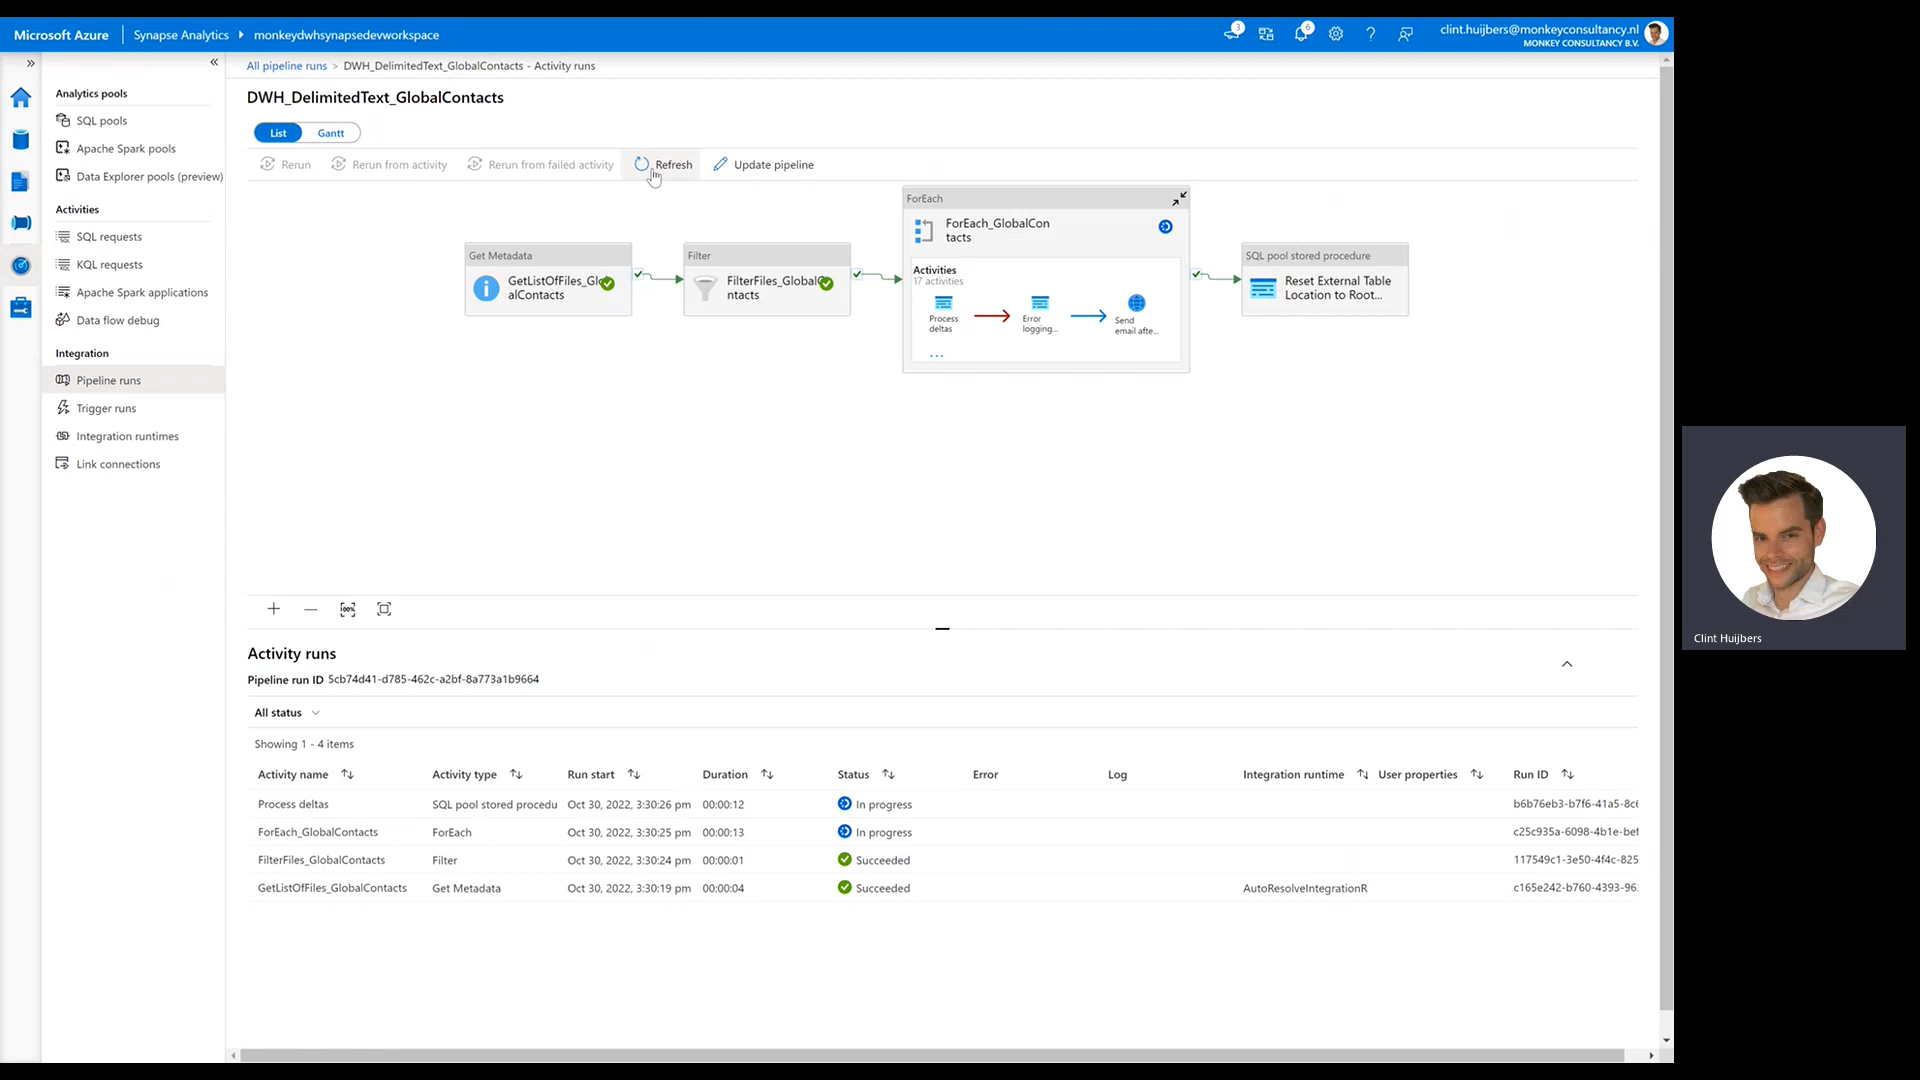 Microsoft Azure Synapse Analytics monkeydwhsynapsedevworkspace 3 6 ? clint.huijbers@monkeyconsultancy.nl
MONKEY CONSULTANCY B.V.
All pipeline runs > DWH_DelimitedText_GlobalContacts - Activity runs
Analytics pools
SQL pools
Apache Spark pools
Data Explorer pools (preview)
Activities
SQL requests
KQL requests
Apache Spark applications
Data flow debug
Integration
Pipeline runs
Trigger runs
Integration runtimes
Link connections
DWH_DelimitedText_GlobalContacts
List Gantt
Rerun Rerun from activity Rerun from failed activity Refresh Update pipeline
Get Metadata
GetListOfFiles_Glo
alContacts
Filter
FilterFiles_GlobalC
ntacts
ForEach
ForEach_GlobalCon
tacts
Activities
17 activities
Process
deltas
Error
logging...
Send
email afte...
...
SQL pool stored procedure
Reset External Table
Location to Root...
Activity runs
Pipeline run ID 5cb74d41-d785-462c-a2bf-8a773a1b9664
All status
Showing 1 - 4 items
Activity name Activity type Run start Duration Status Error Log Integration runtime User properties Run ID
Process deltas SQL pool stored procedu Oct 30, 2022, 3:30:26 pm 00:00:12 In progress b6b76eb3-b7f6-41a5-8c6
ForEach_GlobalContacts ForEach Oct 30, 2022, 3:30:25 pm 00:00:13 In progress c25c935a-6098-4b1e-bef
FilterFiles_GlobalContacts Filter Oct 30, 2022, 3:30:24 pm 00:00:01 Succeeded 117549c1-3e50-4f4c-825
GetListOfFiles_GlobalContacts Get Metadata Oct 30, 2022, 3:30:19 pm 00:00:04 Succeeded AutoResolveIntegrationR c165e242-b760-4393-96
Clint Huijbers